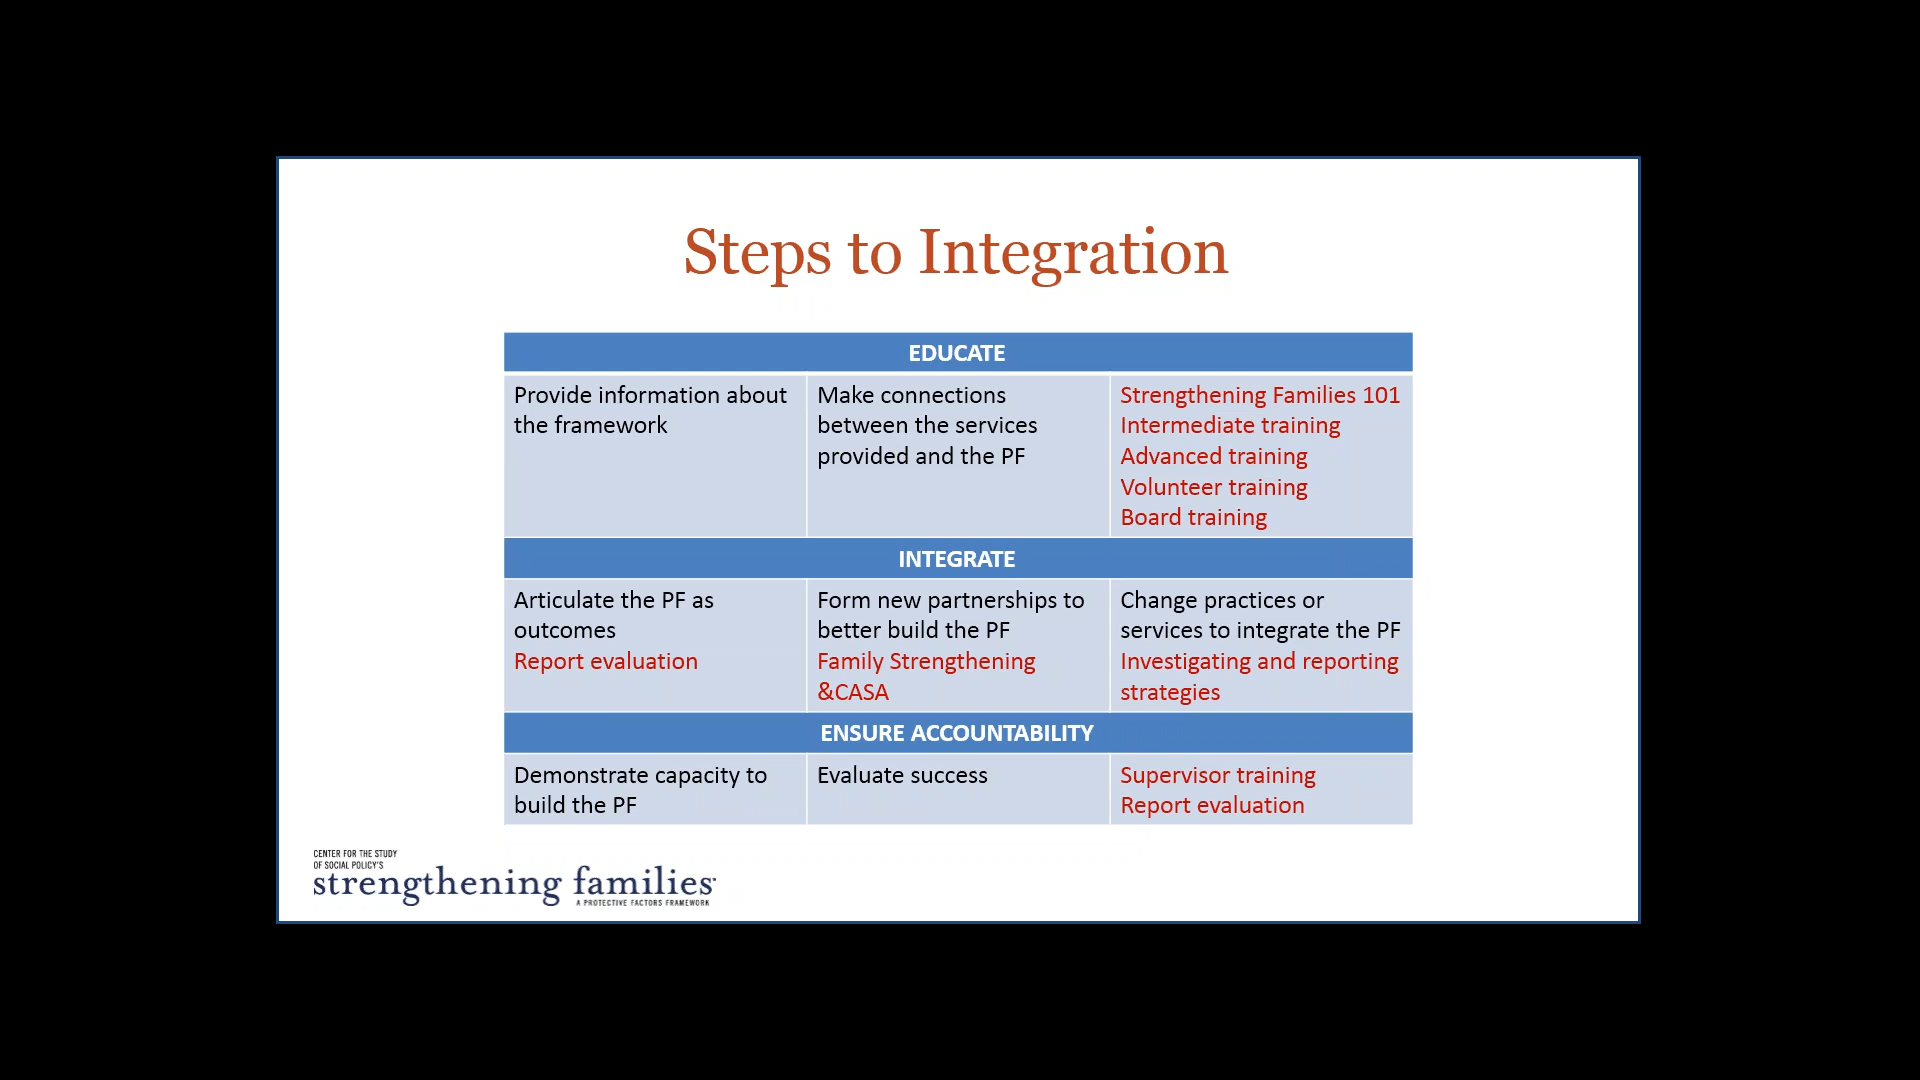 Steps to Integration
EDUCATE
Provide information about
the framework
Make connections
between the services
provided and the PF
Strengthening Families 101
Intermediate training
Advanced training
Volunteer training
Board training
INTEGRATE
Articulate the PF as
outcomes
Report evaluation
Form new partnerships to
better build the PF
Family Strengthening
&CASA
Change practices or
services to integrate the PF
Investigating and reporting
strategies
ENSURE ACCOUNTABILITY
Demonstrate capacity to
build the PF
Evaluate success
Supervisor training
Report evaluation
CENTER FOR THE STUDY
OF SOCIAL POLICY'S
strengthening families
A PROTECTIVE FACTORS FRAMEWORK